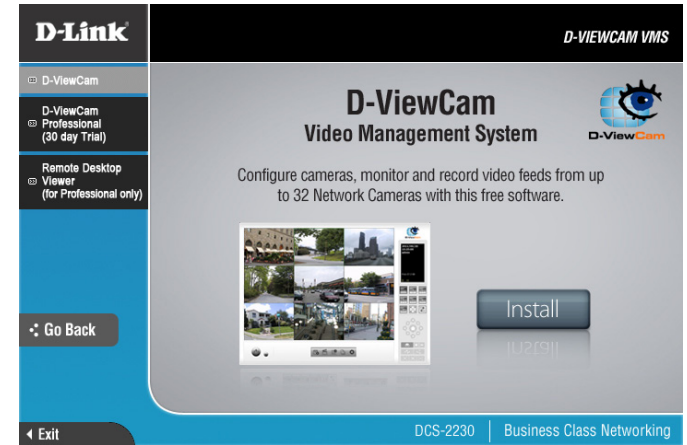 D-Link
D-VIEWCAM VMS
D-ViewCam
D-ViewCam
Professional
(30 day Trial)
Remote Desktop
Viewer
(for Professional only)
Go Back
Exit
D-ViewCam
Video Management System
D-ViewCam
Configure cameras, monitor and record video feeds from up
to 32 Network Cameras with this free software.
Install
DCS-2230
Business Class Networking